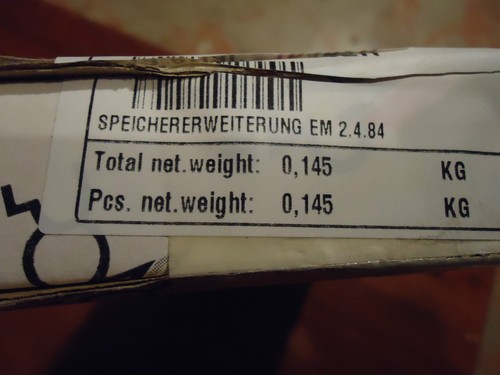 SPEICHERERWEITERUNG EM 2.4.84
Total net.weight: 0,145 KG
Pcs. net.weight: 0,145 KG